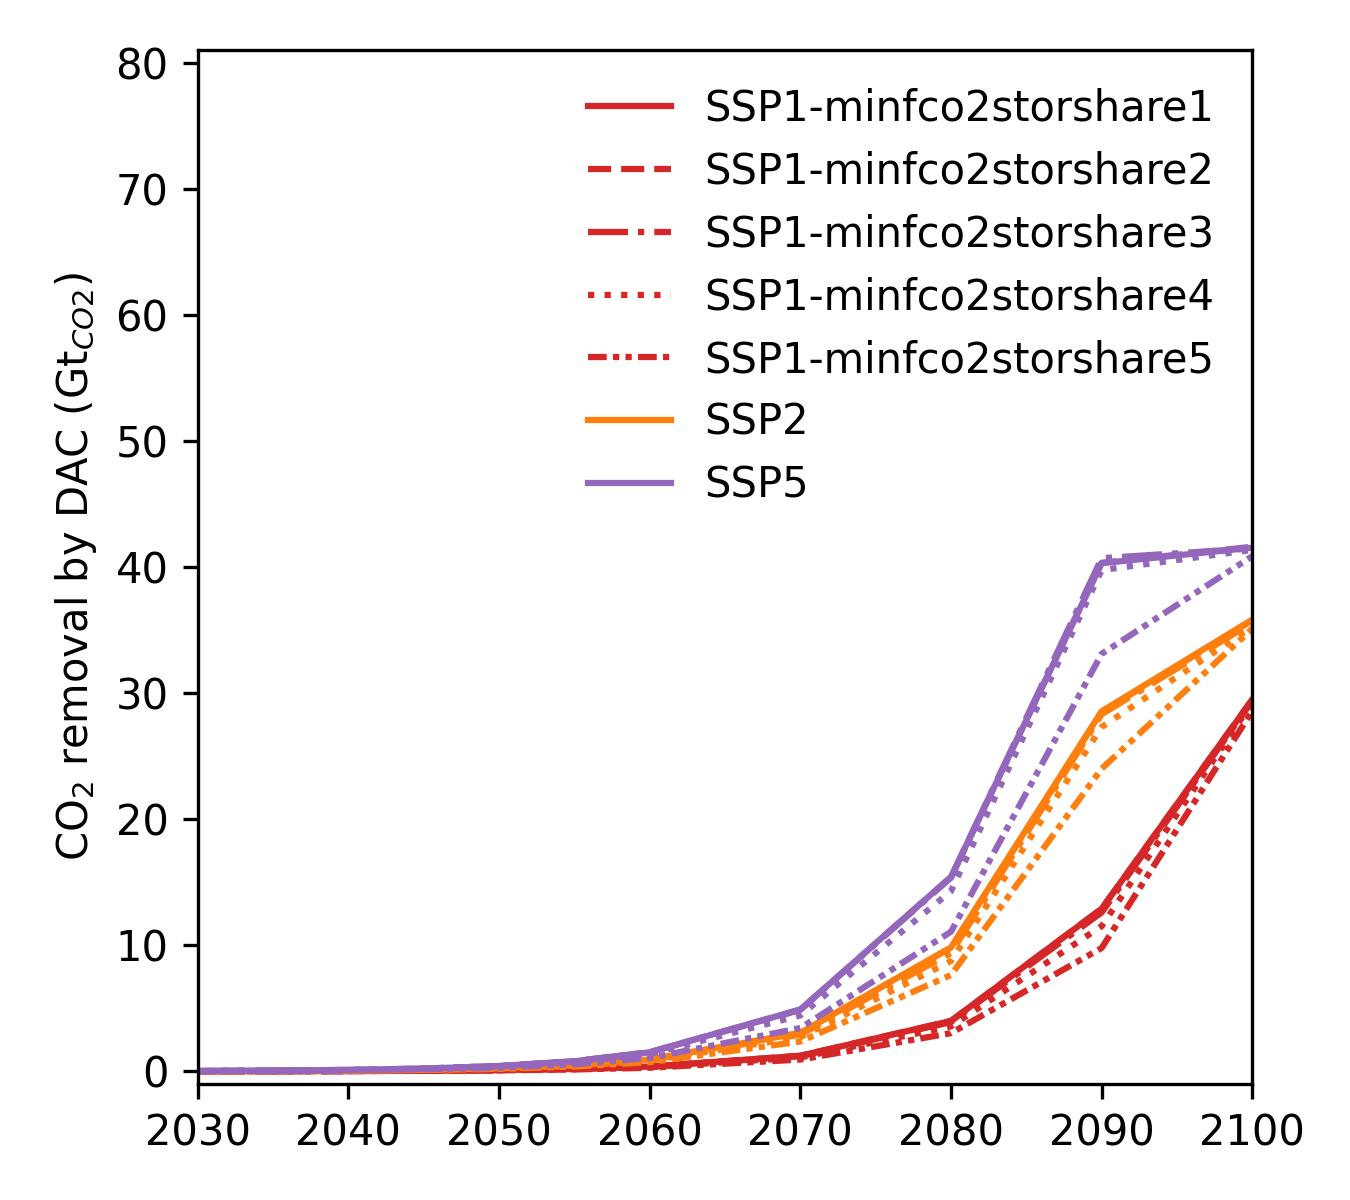 CO2 removal by DAC (GtCO2)
80
70
60
50
40
30
20
10
0
SSP1-minfco2storshare1
SSP1-minfco2storshare2
SSP1-minfco2storshare3
SSP1-minfco2storshare4
SSP1-minfco2storshare5
SSP2
SSP5
2030 2040 2050 2060 2070 2080 2090 2100